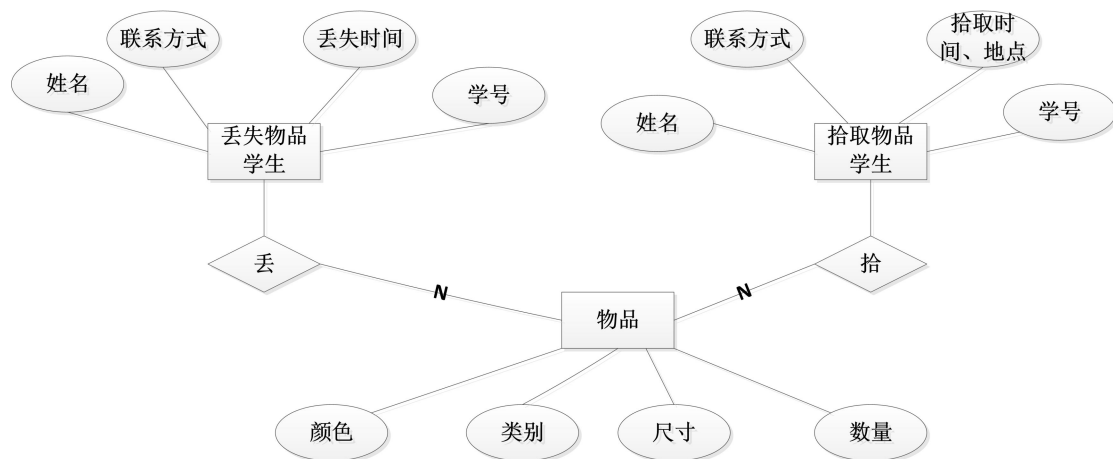 联系方式
丢失时间
联系方式
拾取时
间、地点
姓名
学号
姓名
学号
丢失物品
学生
拾取物品
学生
丢
拾
N
N
物品
颜色
类别
尺寸
数量